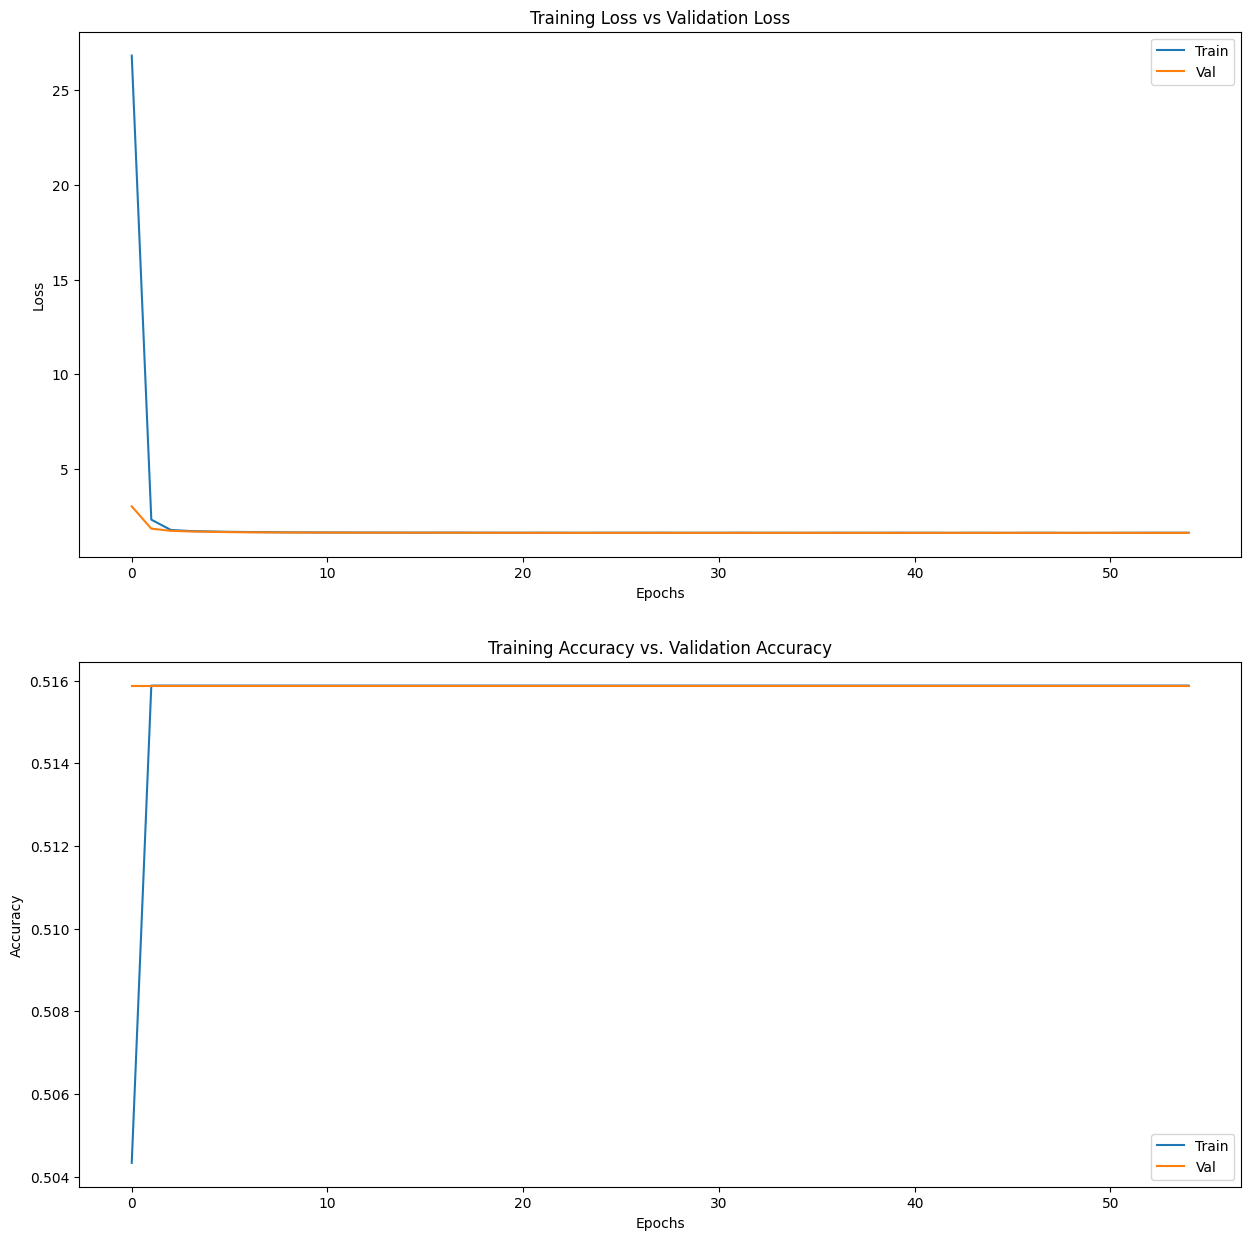 Training Loss vs Validation Loss
Train
Val
25
20
15
10
5
Loss
0 10 20 30 40 50
Epochs
Training Accuracy vs. Validation Accuracy
0.516
0.514
0.512
0.510
0.508
0.506
0.504
Accuracy
Train
Val
0 10 20 30 40 50
Epochs